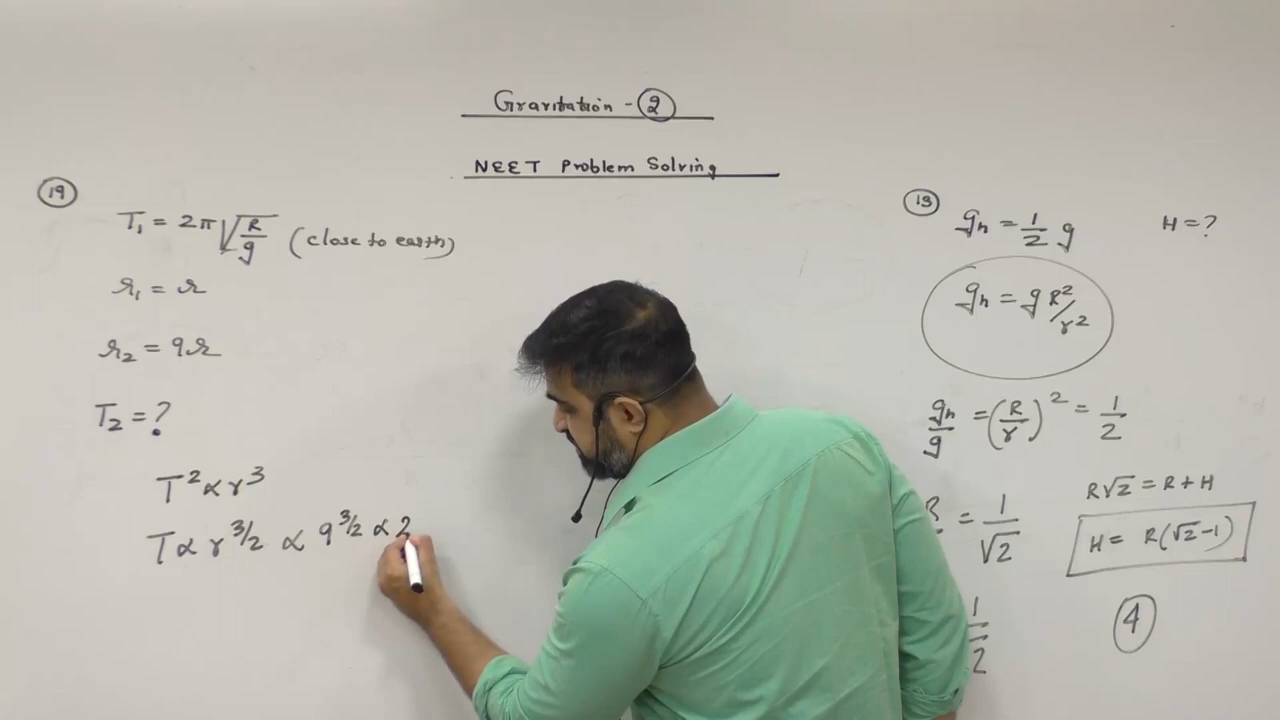 Gravitation - 2
NEET Problem Solving
19
T₁ = 2π√(R/g) (close to earth)
r₁ = r
r₂ = 9r
T₂ = ?
T² ∝ r³
T ∝ r^3/2 ∝ 9^3/2 ∝ 2
13
gₕ = 1/2 g H = ?
gₕ = g R²/r²
gₕ/g = (R/r)² = 1/2
= 1/√2
R√2 = R + H
H = R(√2 - 1)
4